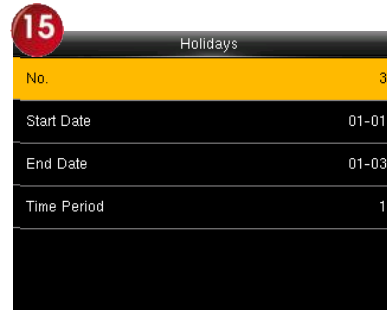 15
Holidays
No. 3
Start Date 01-01
End Date 01-03
Time Period 1